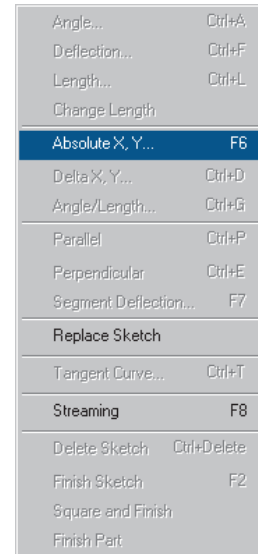 Angle... Ctrl+A
Deflection... Ctrl+F
Length... Ctrl+L
Change Length
Absolute X, Y... F6
Delta X, Y... Ctrl+D
Angle/Length... Ctrl+G
Parallel Ctrl+P
Perpendicular Ctrl+E
Segment Deflection... F7
Replace Sketch
Tangent Curve... Ctrl+T
Streaming F8
Delete Sketch Ctrl+Delete
Finish Sketch F2
Square and Finish
Finish Part